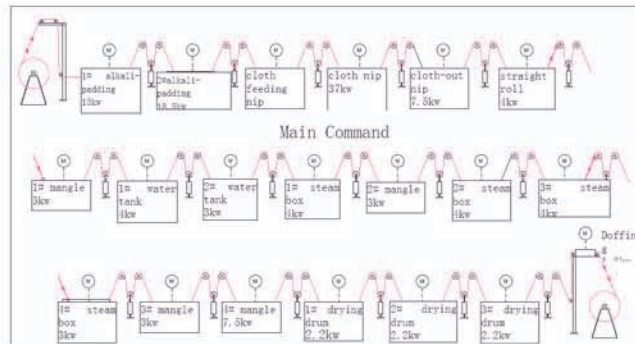 M M M M M M
1# alkali-
padding
15kw
2#alkali-
padding
18.5kw
cloth
feeding
nip
cloth nip
37kw
cloth-out
nip
7.5kw
straight
roll
4kw
Main Command
M M M M M M M
1# mangle
3kw
1# water
tank
4kw
2# water
tank
3kw
1# steam
box
4kw
2# mangle
3kw
2# steam
box
4kw
3# steam
box
4kw
M M M M M M M
Doffin
g
4# steam
box
3kw
3# mangle
3kw
4# mangle
7.5kw
1# drying
drum
2.2kw
2# drying
drum
2.2kw
3# drying
drum
2.2kw